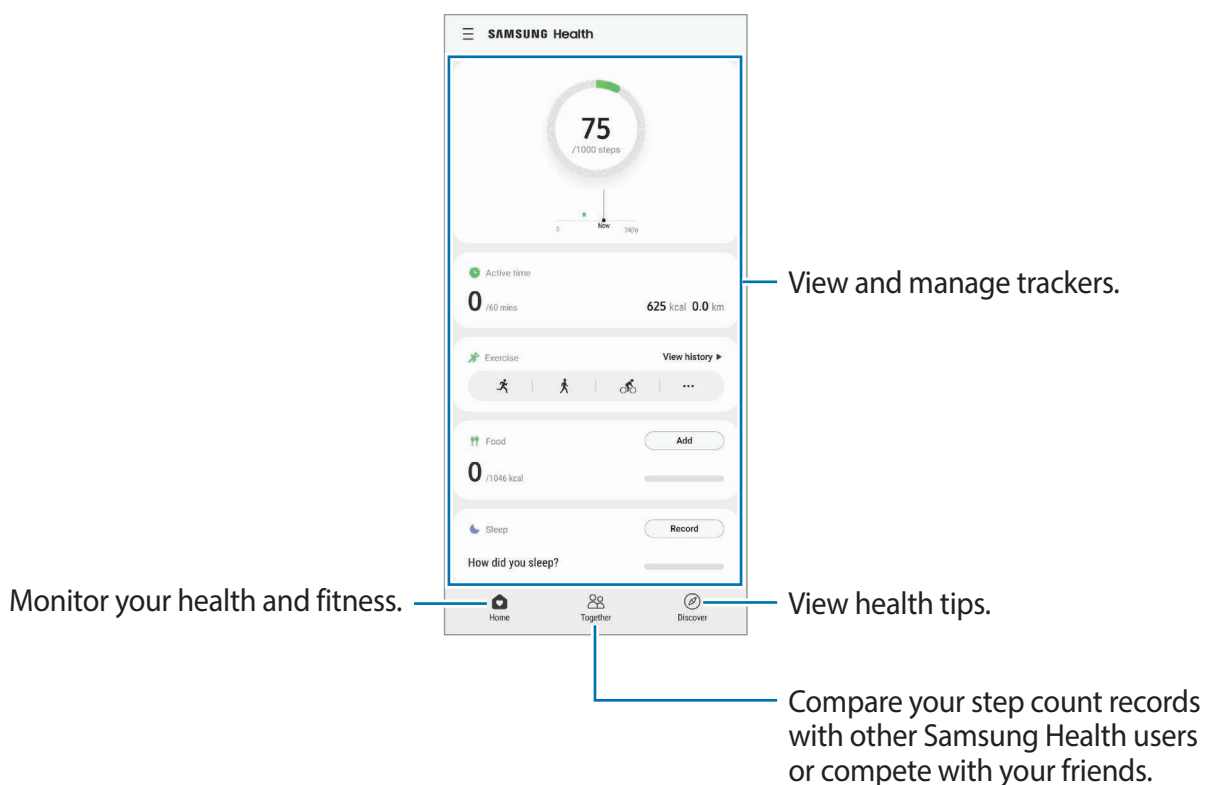 SAMSUNG Health
75
/1000 steps
0 Now 24(h)
Active time
0 /60 mins 625 kcal 0.0 km
View and manage trackers.
Exercise View history
Food Add
0 /1046 kcal
Sleep Record
How did you sleep?
Monitor your health and fitness.
Home Together Discover
View health tips.
Compare your step count records
with other Samsung Health users
or compete with your friends.